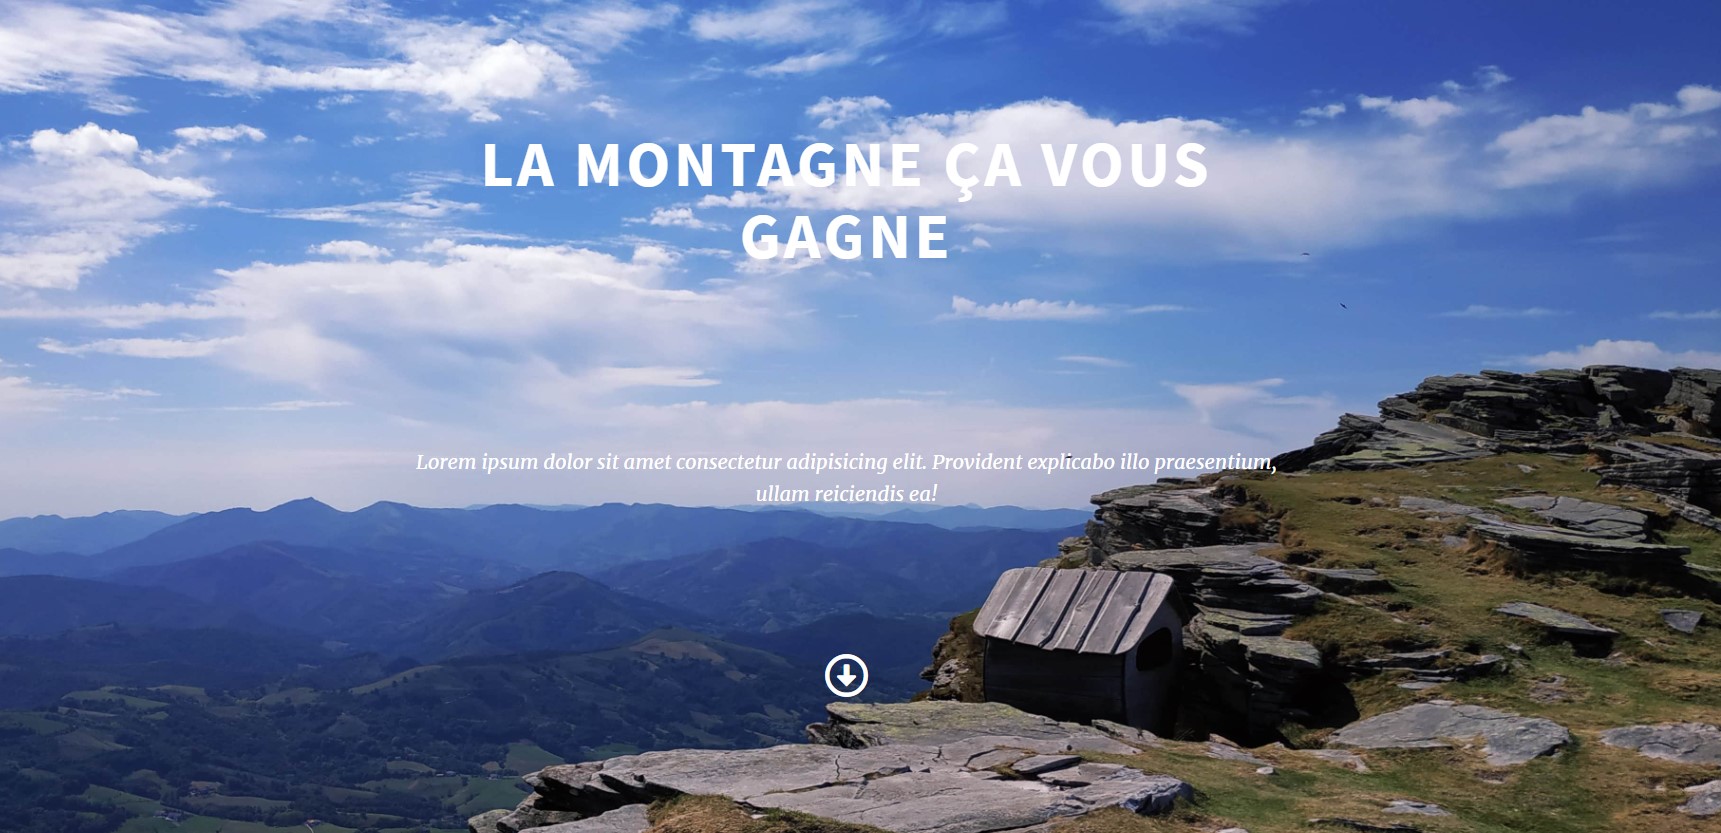 LA MONTAGNE ÇA VOUS
GAGNE
Lorem ipsum dolor sit amet consectetur adipisicing elit. Provident explicabo illo praesentium,
ullam reiciendis ea!